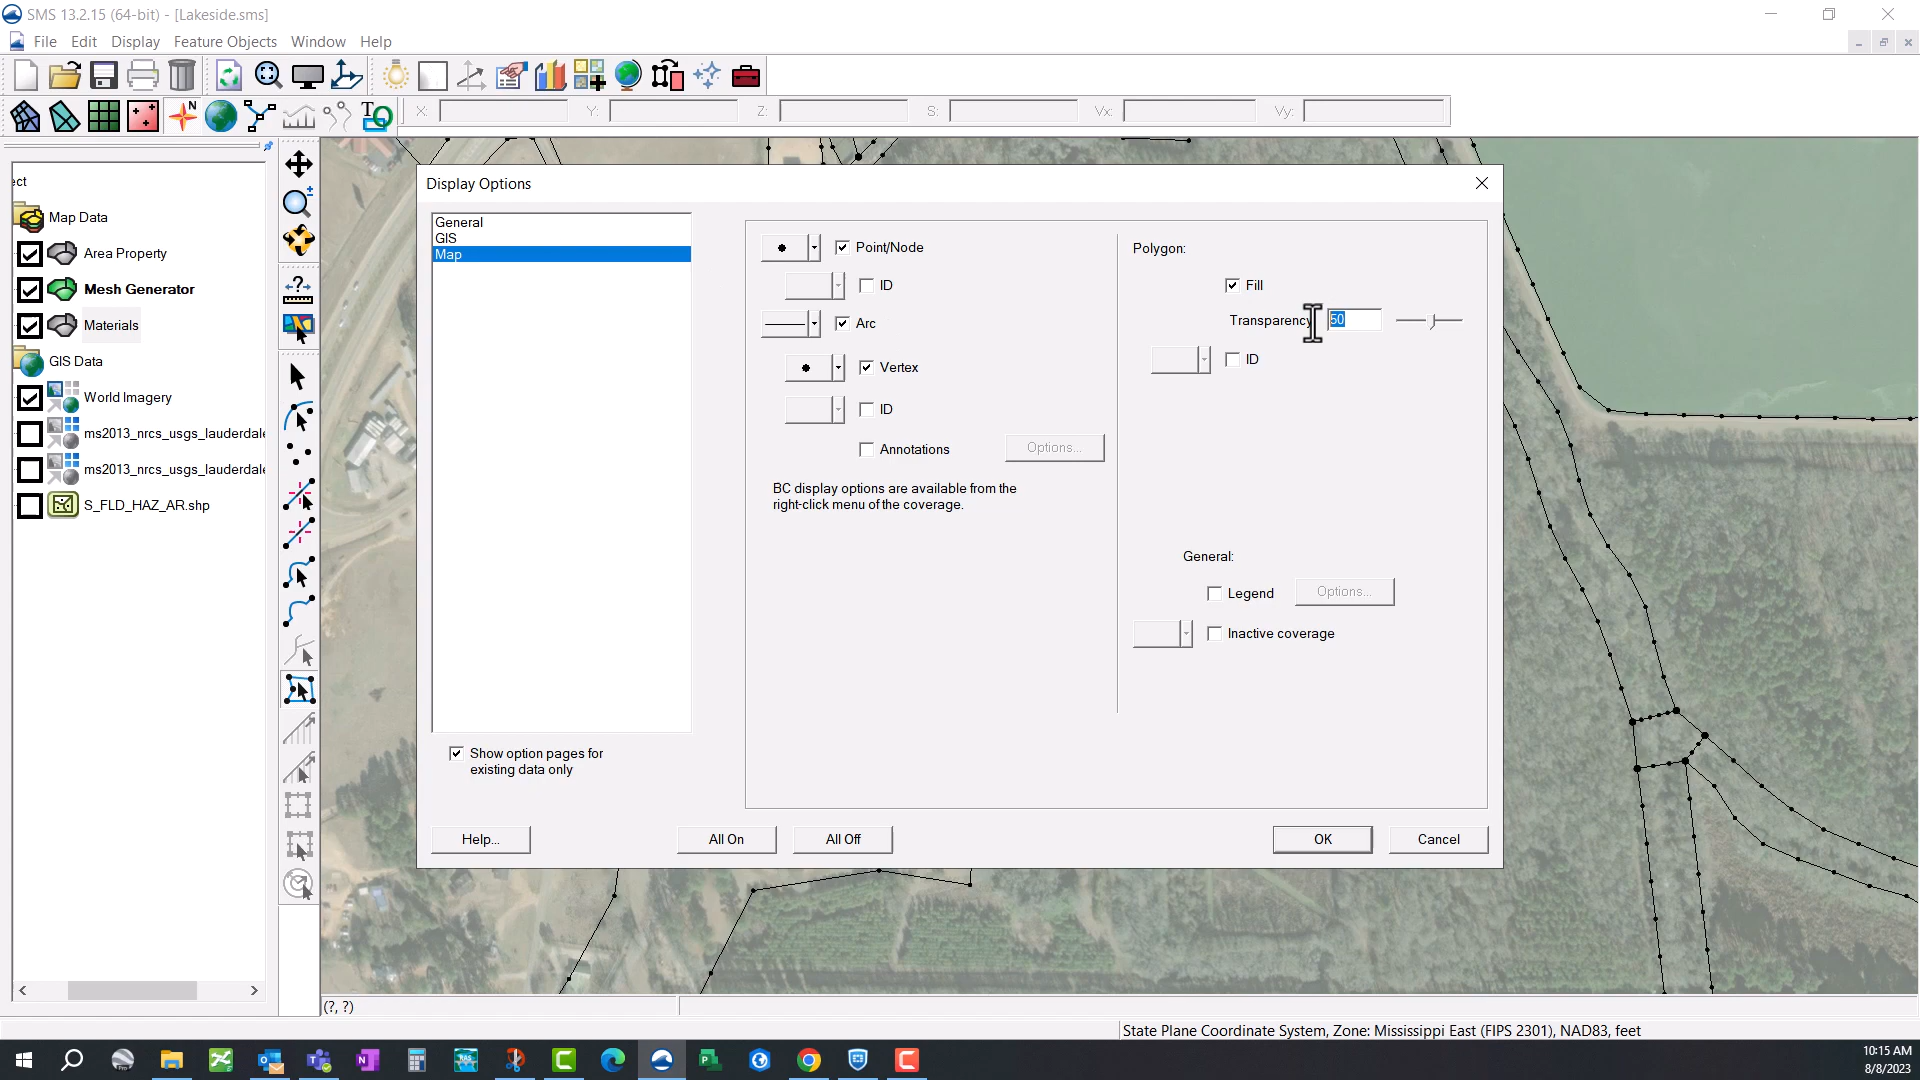 SMS 13.2.15 (64-bit) - [Lakeside.sms]
File Edit Display Feature Objects Window Help
X: Y: Z: S: Vx: Vy:
ect
Map Data
Area Property
Mesh Generator
Materials
GIS Data
World Imagery
ms2013_nrcs_usgs_lauderdale
ms2013_nrcs_usgs_lauderdale
S_FLD_HAZ_AR.shp
Display Options
General
GIS
Map
Show option pages for
existing data only
Point/Node
ID
Arc
Vertex
ID
Annotations Options...
BC display options are available from the
right-click menu of the coverage.
Polygon:
Fill
Transparency 50
ID
General:
Legend Options...
Inactive coverage
Help... All On All Off OK Cancel
(?, ?)
State Plane Coordinate System, Zone: Mississippi East (FIPS 2301), NAD83, feet
10:15 AM
8/8/2023